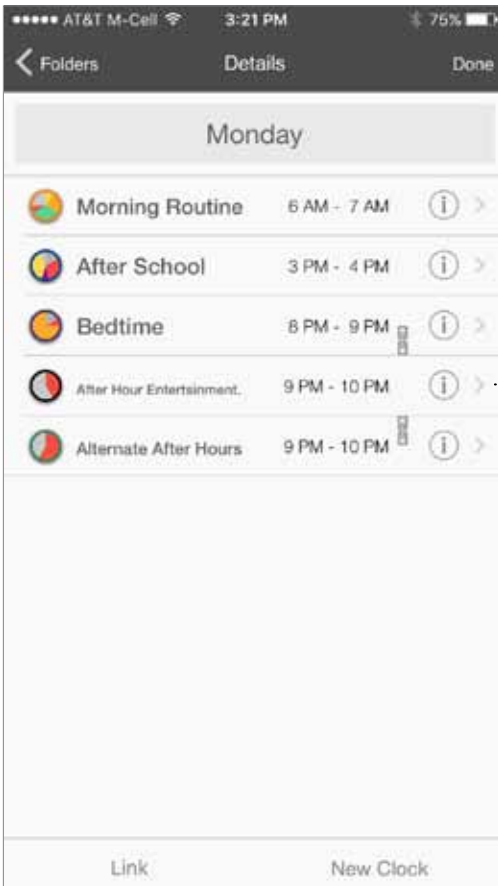 AT&T M-Cell 3:21 PM 75%
Folders Details Done
Monday
Morning Routine 6 AM - 7 AM
After School 3 PM - 4 PM
Bedtime 8 PM - 9 PM
After Hour Entertsinment. 9 PM - 10 PM
Alternate After Hours 9 PM - 10 PM
Link New Clock